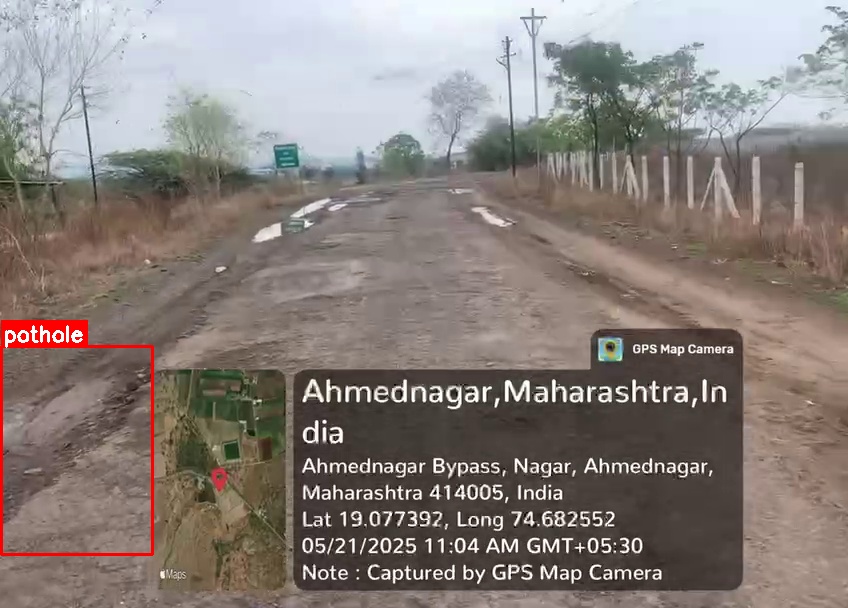 pothole
GPS Map Camera
Ahmednagar,Maharashtra,In
dia
Ahmednagar Bypass, Nagar, Ahmednagar,
Maharashtra 414005, India
Lat 19.077392, Long 74.682552
05/21/2025 11:04 AM GMT+05:30
Note : Captured by GPS Map Camera
Maps